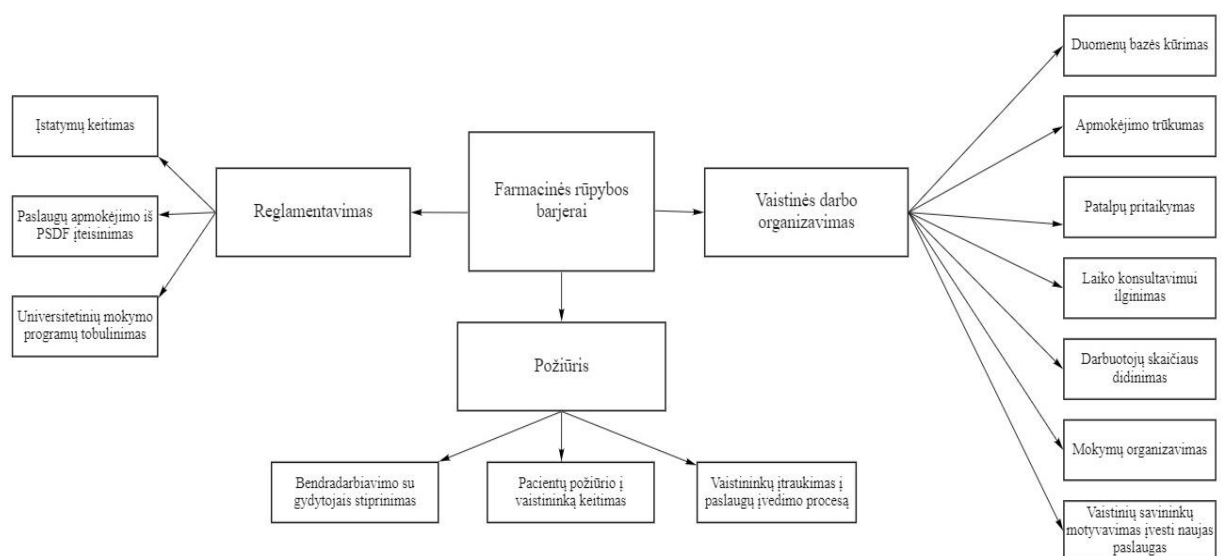 Farmacinės rūpybos
barjerai
Reglamentavimas
Įstatymų keitimas
Paslaugų apmokėjimo iš
PSDF įteisinimas
Universitetinių mokymo
programų tobulinimas
Požiūris
Bendradarbiavimo su
gydytojais stiprinimas
Pacientų požiūrio į
vaistininką keitimas
Vaistininkų įtraukimas į
paslaugų įvedimo procesą
Vaistinės darbo
organizavimas
Duomenų bazės kūrimas
Apmokėjimo trūkumas
Patalpų pritaikymas
Laiko konsultavimui
ilginimas
Darbuotojų skaičiaus
didinimas
Mokymų organizavimas
Vaistinių savininkų
motyvavimas įvesti naujas
paslaugas